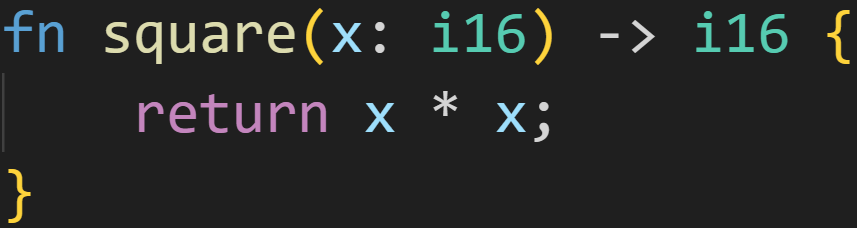 fn square(x: i16) -> i16 {
    return x * x;
}